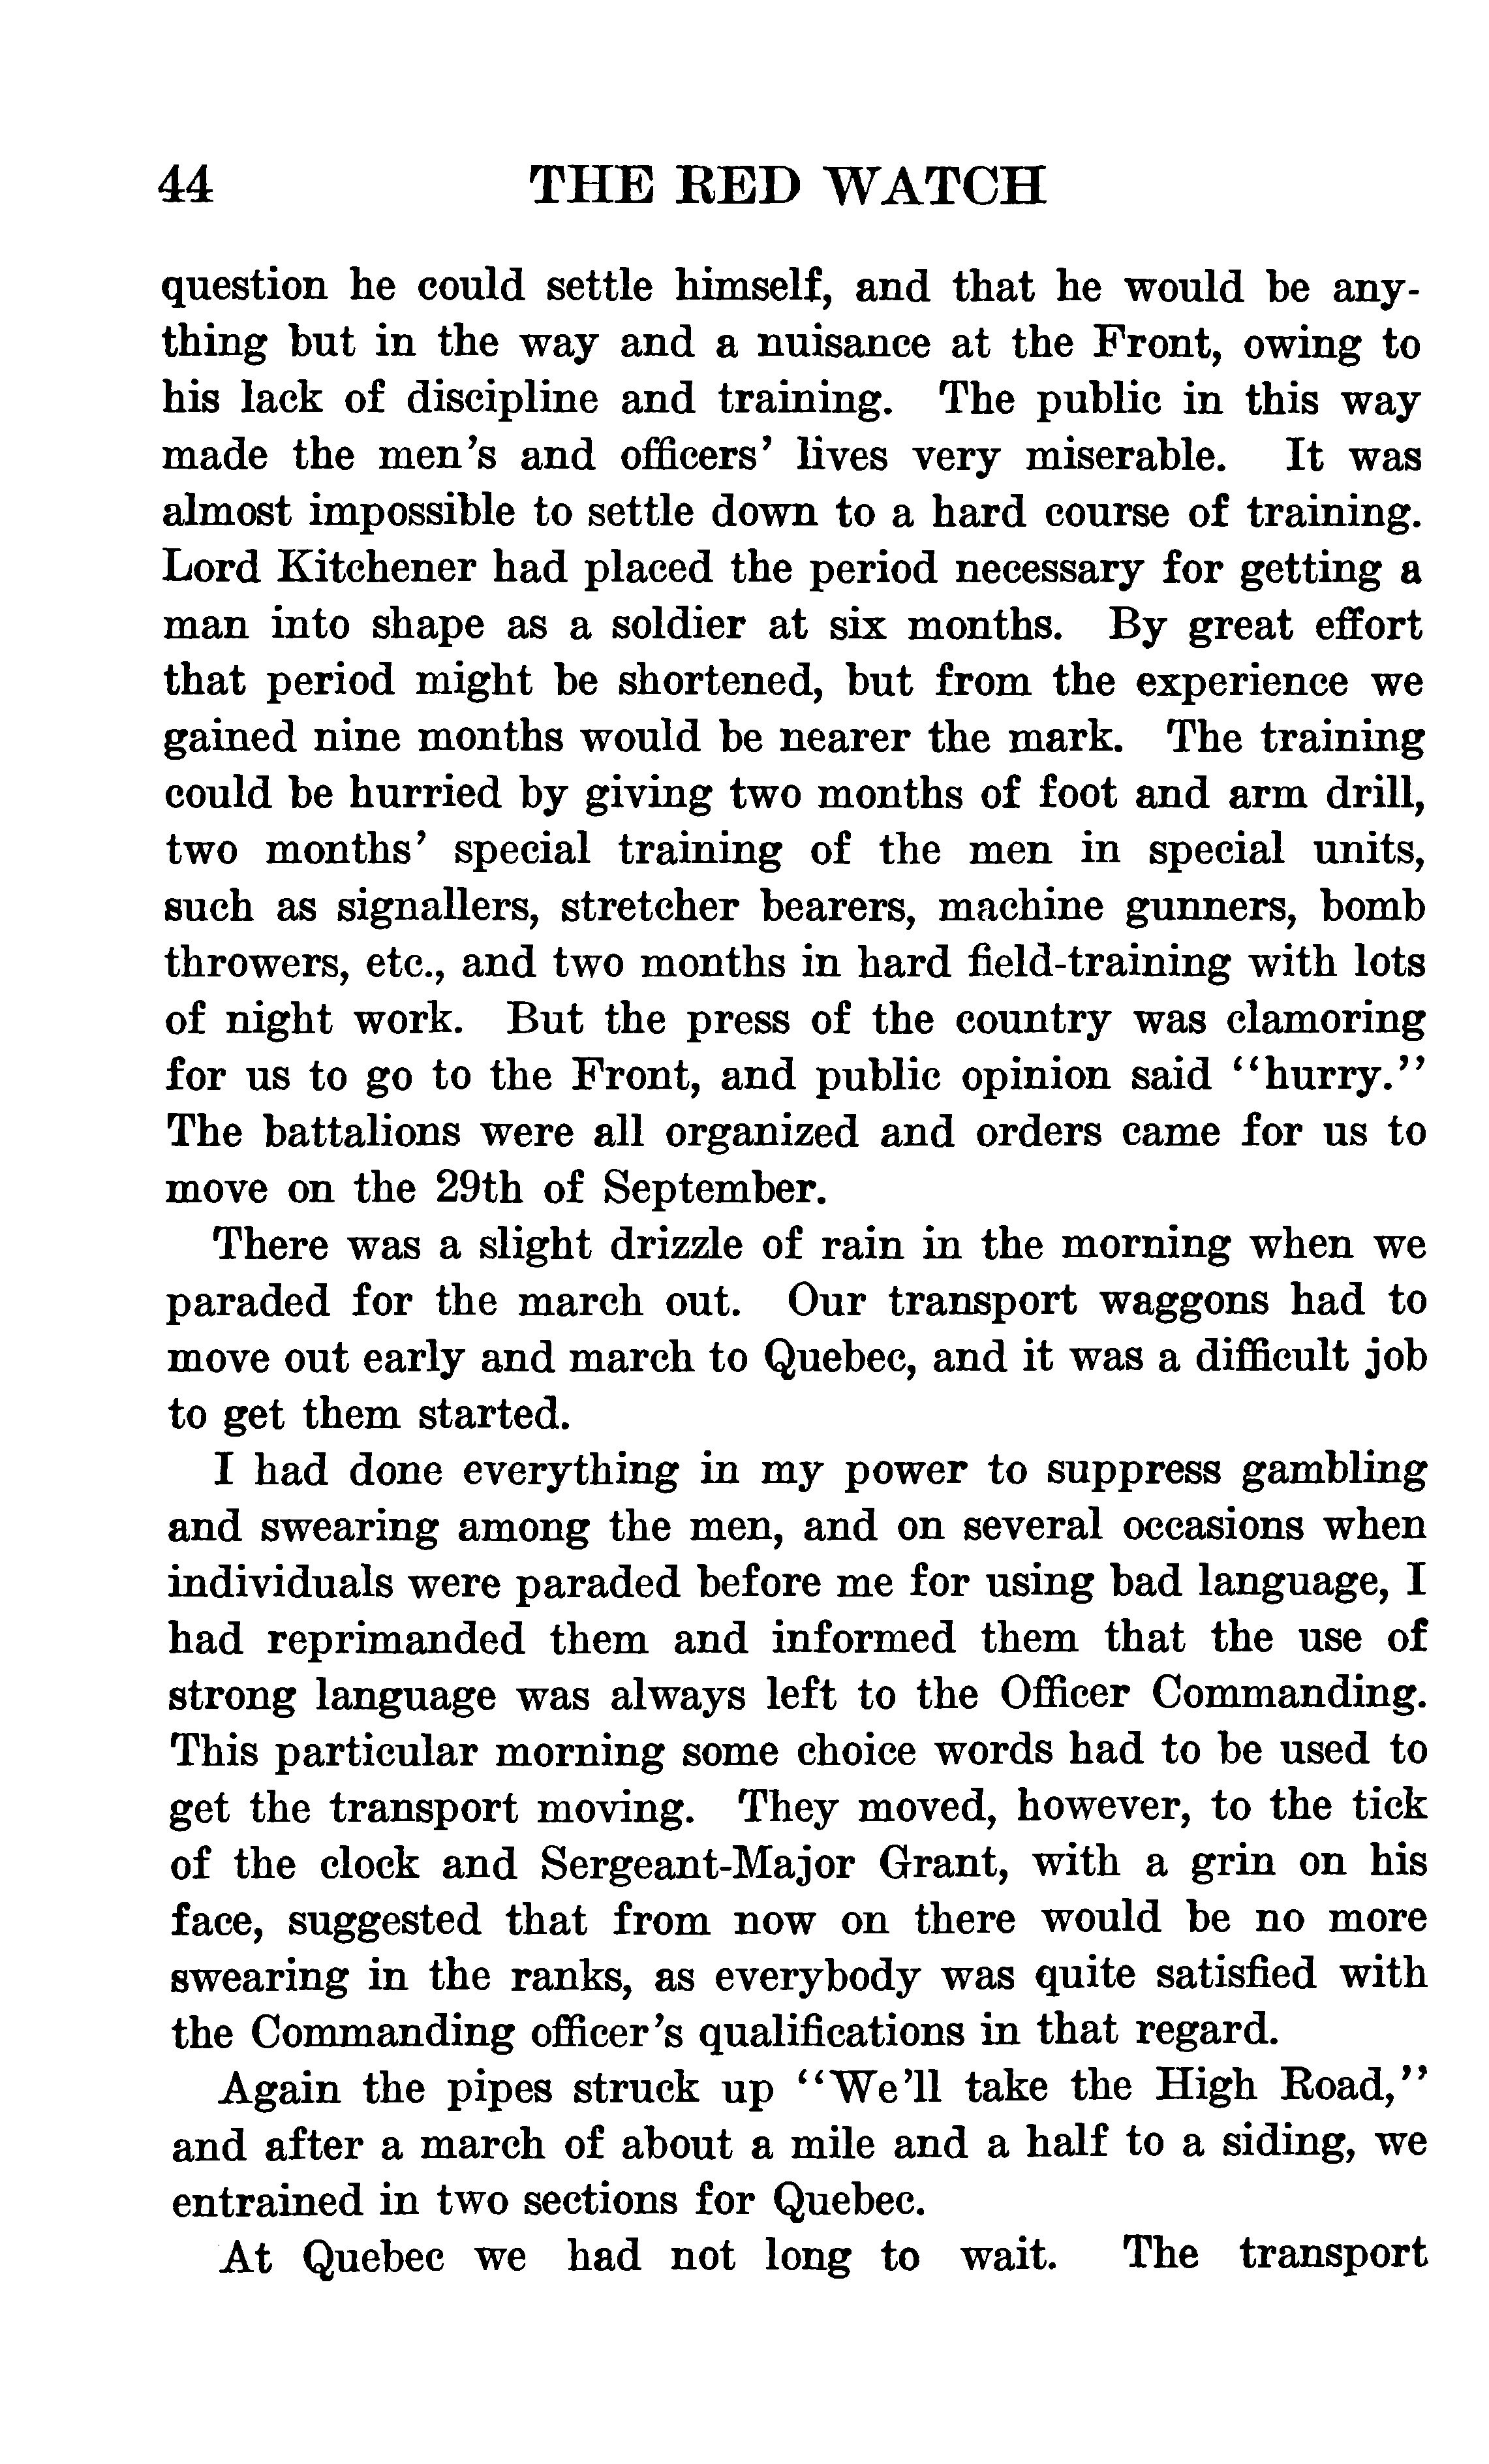 44 THE RED WATCH
question he could settle himself, and that he would be any-
thing but in the way and a nuisance at the Front, owing to
his lack of discipline and training. The public in this way
made the men's and officers' lives very miserable. It was
almost impossible to settle down to a hard course of training.
Lord Kitchener had placed the period necessary for getting a
man into shape as a soldier at six months. By great effort
that period might be shortened, but from the experience we
gained nine months would be nearer the mark. The training
could be hurried by giving two months of foot and arm drill,
two months' special training of the men in special units,
such as signallers, stretcher bearers, machine gunners, bomb
throwers, etc., and two months in hard field-training with lots
of night work. But the press of the country was clamoring
for us to go to the Front, and public opinion said "hurry."
The battalions were all organized and orders came for us to
move on the 29th of September.
There was a slight drizzle of rain in the morning when we
paraded for the march out. Our transport waggons had to
move out early and march to Quebec, and it was a difficult job
to get them started.
I had done everything in my power to suppress gambling
and swearing among the men, and on several occasions when
individuals were paraded before me for using bad language, I
had reprimanded them and informed them that the use of
strong language was always left to the Officer Commanding.
This particular morning some choice words had to be used to
get the transport moving. They moved, however, to the tick
of the clock and Sergeant-Major Grant, with a grin on his
face, suggested that from now on there would be no more
swearing in the ranks, as everybody was quite satisfied with
the Commanding officer's qualifications in that regard.
Again the pipes struck up "We'll take the High Road,"
and after a march of about a mile and a half to a siding, we
entrained in two sections for Quebec.
At Quebec we had not long to wait. The transport